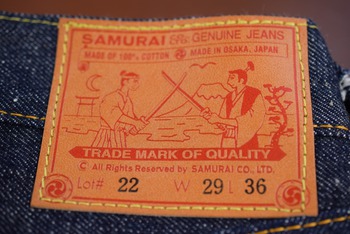 SAMURAI GENUINE JEANS
MADE OF 100% COTTON MADE IN OSAKA, JAPAN
TRADE MARK OF QUALITY
© All Rights Reserved by SAMURAI CO., LTD.
Lot# 22 W 29 L 36